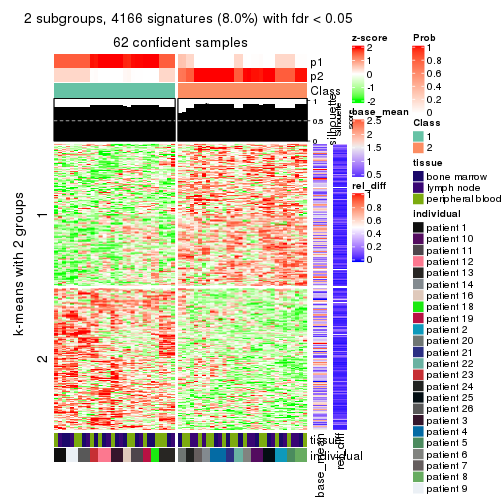 2 subgroups, 4166 signatures (8.0%) with fdr < 0.05
62 confident samples
p1
p2
Class
1
0.5
0
silhouette
k-means with 2 groups
1
2
tissue
individual
base_mean
rel_diff
z-score
2
1
0
-1
-2
base_mean
2.5
2
1.5
1
0.5
rel_diff
1
0.8
0.6
0.4
0.2
0
Prob
1
0.8
0.6
0.4
0.2
0
Class
1
2
tissue
bone marrow
lymph node
peripheral blood
individual
patient 1
patient 10
patient 11
patient 12
patient 13
patient 14
patient 16
patient 18
patient 19
patient 2
patient 20
patient 21
patient 22
patient 23
patient 24
patient 25
patient 26
patient 3
patient 4
patient 5
patient 6
patient 7
patient 8
patient 9